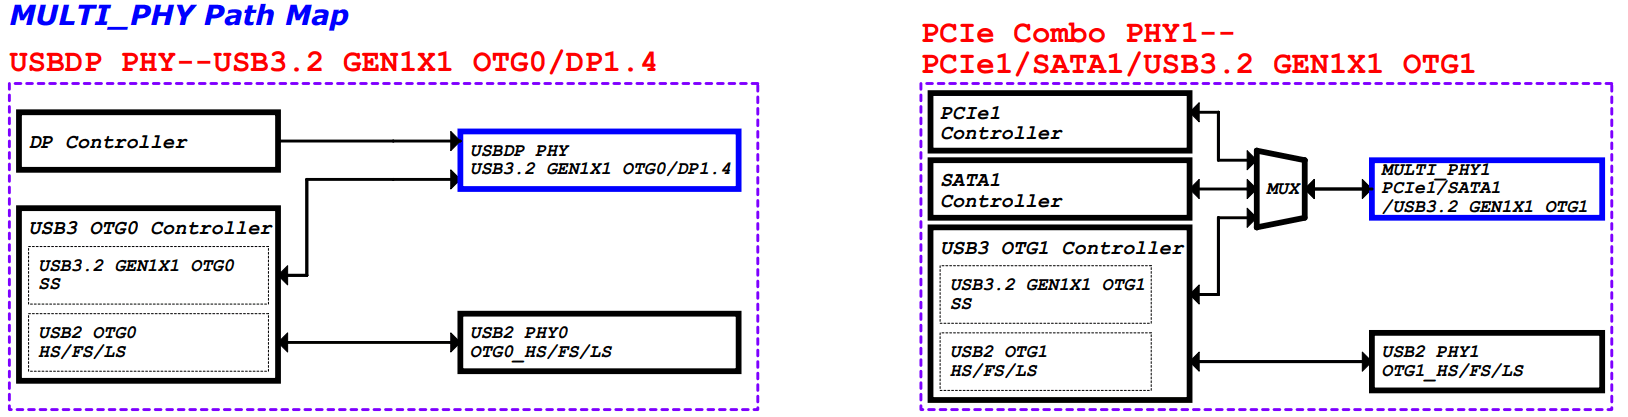 MULTI_PHY Path Map
USBDP PHY--USB3.2 GEN1X1 OTG0/DP1.4
DP Controller
USBDP PHY
USB3.2 GEN1X1 OTG0/DP1.4
USB3 OTG0 Controller
USB3.2 GEN1X1 OTG0
SS
USB2 OTG0
HS/FS/LS
USB2 PHY0
OTG0_HS/FS/LS
PCIe Combo PHY1--
PCIe1/SATA1/USB3.2 GEN1X1 OTG1
PCIe1
Controller
SATA1
Controller
MUX
MULTI_PHY1
PCIe1/SATA1
/USB3.2 GEN1X1 OTG1
USB3 OTG1 Controller
USB3.2 GEN1X1 OTG1
SS
USB2 OTG1
HS/FS/LS
USB2 PHY1
OTG1_HS/FS/LS